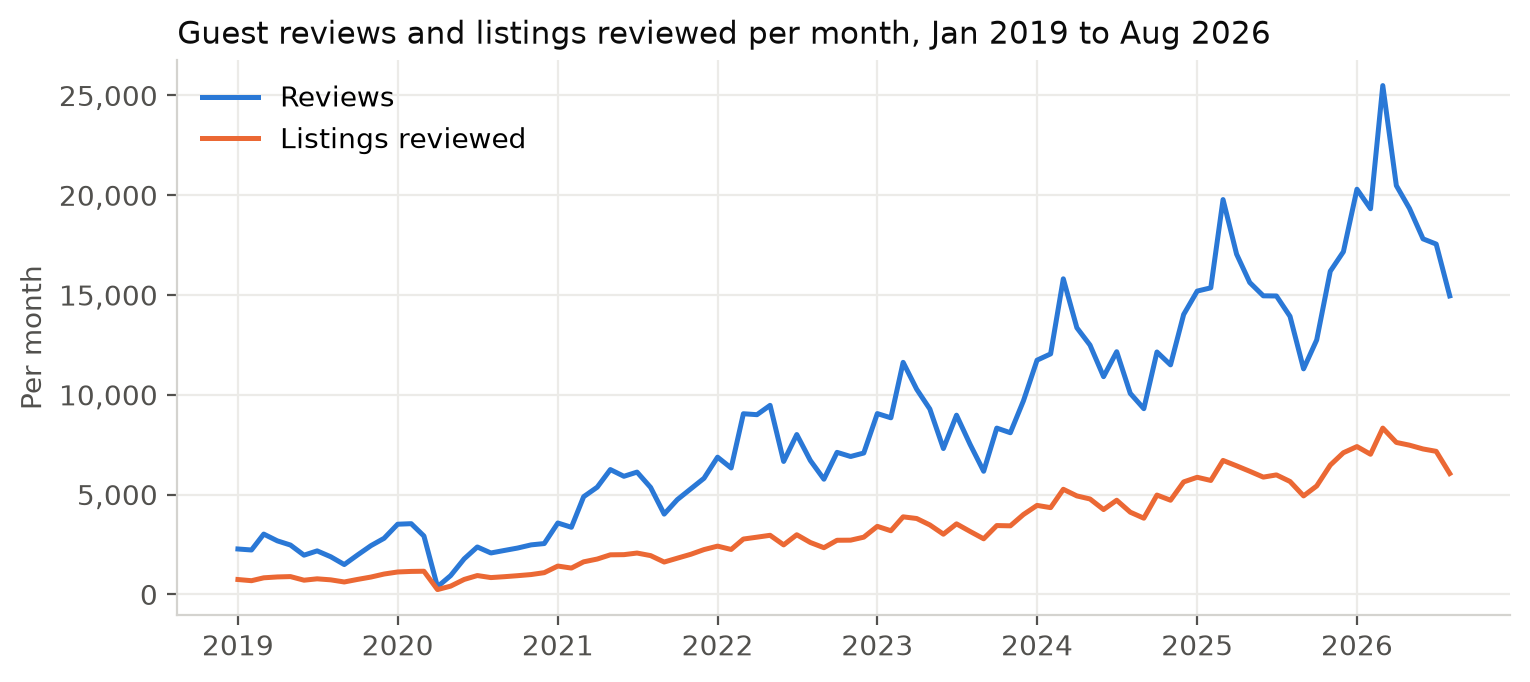 Guest reviews and listings reviewed per month, Jan 2019 to Aug 2026
Reviews
Listings reviewed
Per month
25,000
20,000
15,000
10,000
5,000
0
2019 2020 2021 2022 2023 2024 2025 2026